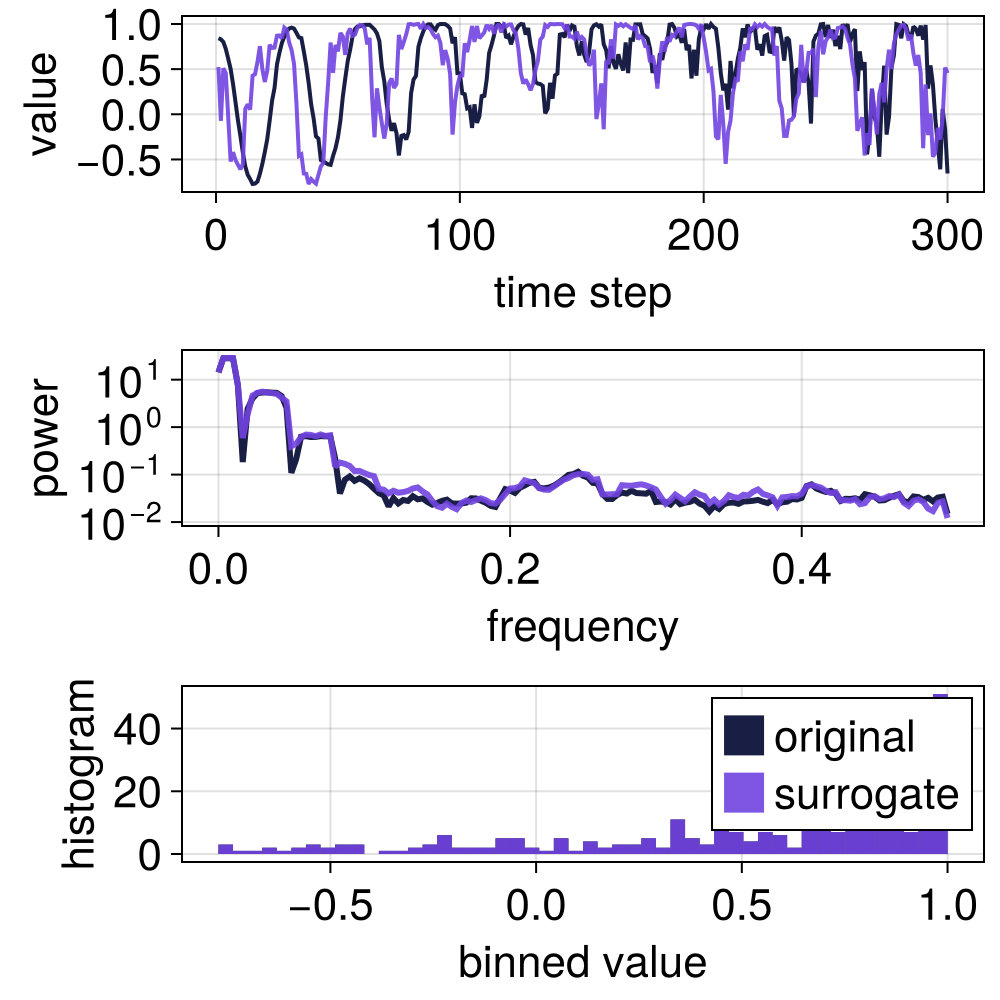 value
1.0
0.5
0.0
−0.5
0 100 200 300
time step
power
10¹
10⁰
10⁻¹
10⁻²
0.0 0.2 0.4
frequency
histogram
40
20
0
original
surrogate
−0.5 0.0 0.5 1.0
binned value